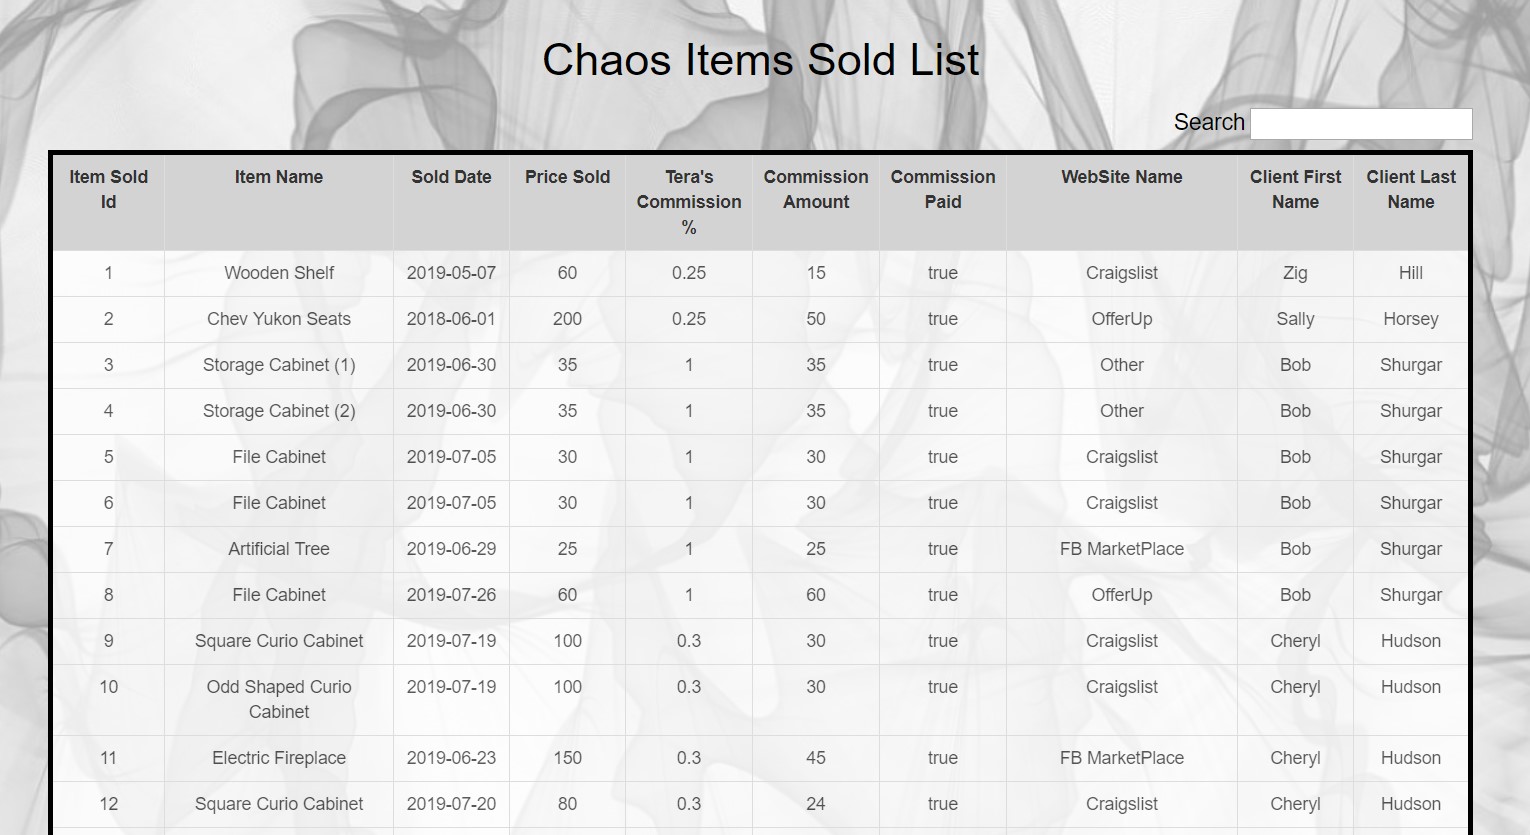 Chaos Items Sold List
Search
Item Sold Id Item Name Sold Date Price Sold Tera's Commission % Commission Amount Commission Paid WebSite Name Client First Name Client Last Name
1 Wooden Shelf 2019-05-07 60 0.25 15 true Craigslist Zig Hill
2 Chev Yukon Seats 2018-06-01 200 0.25 50 true OfferUp Sally Horsey
3 Storage Cabinet (1) 2019-06-30 35 1 35 true Other Bob Shurgar
4 Storage Cabinet (2) 2019-06-30 35 1 35 true Other Bob Shurgar
5 File Cabinet 2019-07-05 30 1 30 true Craigslist Bob Shurgar
6 File Cabinet 2019-07-05 30 1 30 true Craigslist Bob Shurgar
7 Artificial Tree 2019-06-29 25 1 25 true FB MarketPlace Bob Shurgar
8 File Cabinet 2019-07-26 60 1 60 true OfferUp Bob Shurgar
9 Square Curio Cabinet 2019-07-19 100 0.3 30 true Craigslist Cheryl Hudson
10 Odd Shaped Curio Cabinet 2019-07-19 100 0.3 30 true Craigslist Cheryl Hudson
11 Electric Fireplace 2019-06-23 150 0.3 45 true FB MarketPlace Cheryl Hudson
12 Square Curio Cabinet 2019-07-20 80 0.3 24 true Craigslist Cheryl Hudson